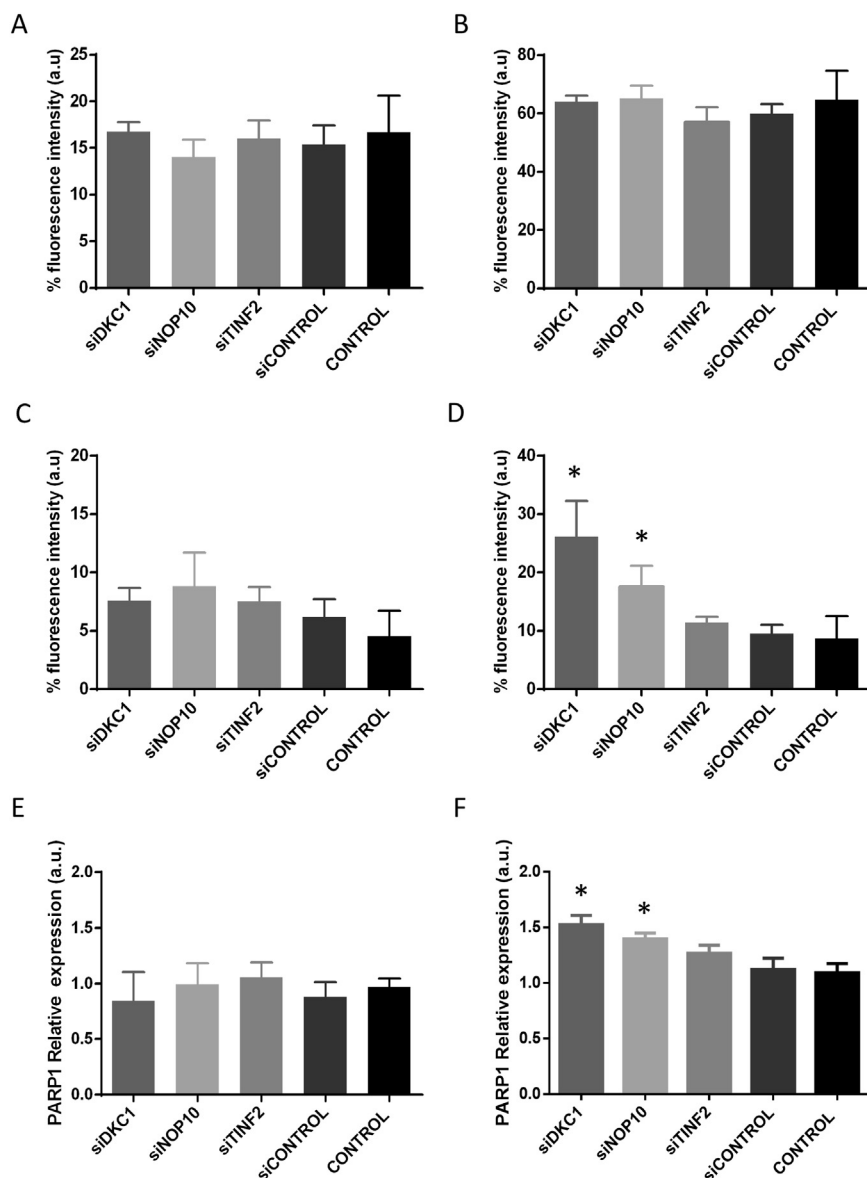 A
% fluorescence intensity (a.u)
25
20
15
10
5
0
siDKC1
siNOP10
siTINF2
siCONTROL
CONTROL
B
% fluorescence intensity (a.u)
80
60
40
20
0
siDKC1
siNOP10
siTINF2
siCONTROL
CONTROL
C
% fluorescence intensity (a.u)
20
15
10
5
0
siDKC1
siNOP10
siTINF2
siCONTROL
CONTROL
D
% fluorescence intensity (a.u)
40
30
20
10
0
*
*
siDKC1
siNOP10
siTINF2
siCONTROL
CONTROL
E
PARP1 Relative expression (a.u.)
2.0
1.5
1.0
0.5
0.0
siDKC1
siNOP10
siTINF2
siCONTROL
CONTROL
F
PARP1 Relative expression (a.u.)
2.0
1.5
1.0
0.5
0.0
*
*
siDKC1
siNOP10
siTINF2
siCONTROL
CONTROL